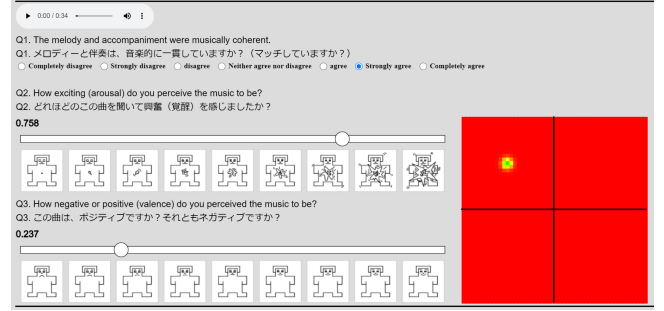 0:00 / 0:34
Q1. The melody and accompaniment were musically coherent.
Q1. メロディーと伴奏は、音楽的に一貫していますか？（マッチしていますか？)
Completely disagree Strongly disagree disagree Neither agree nor disagree agree Strongly agree Completely agree
Q2. How exciting (arousal) do you perceive the music to be?
Q2. どれほどのこの曲を聞いて興奮（覚醒）を感じましたか？
0.758
Q3. How negative or positive (valence) do you perceived the music to be?
Q3. この曲は、ポジティブですか？それともネガティブですか？
0.237